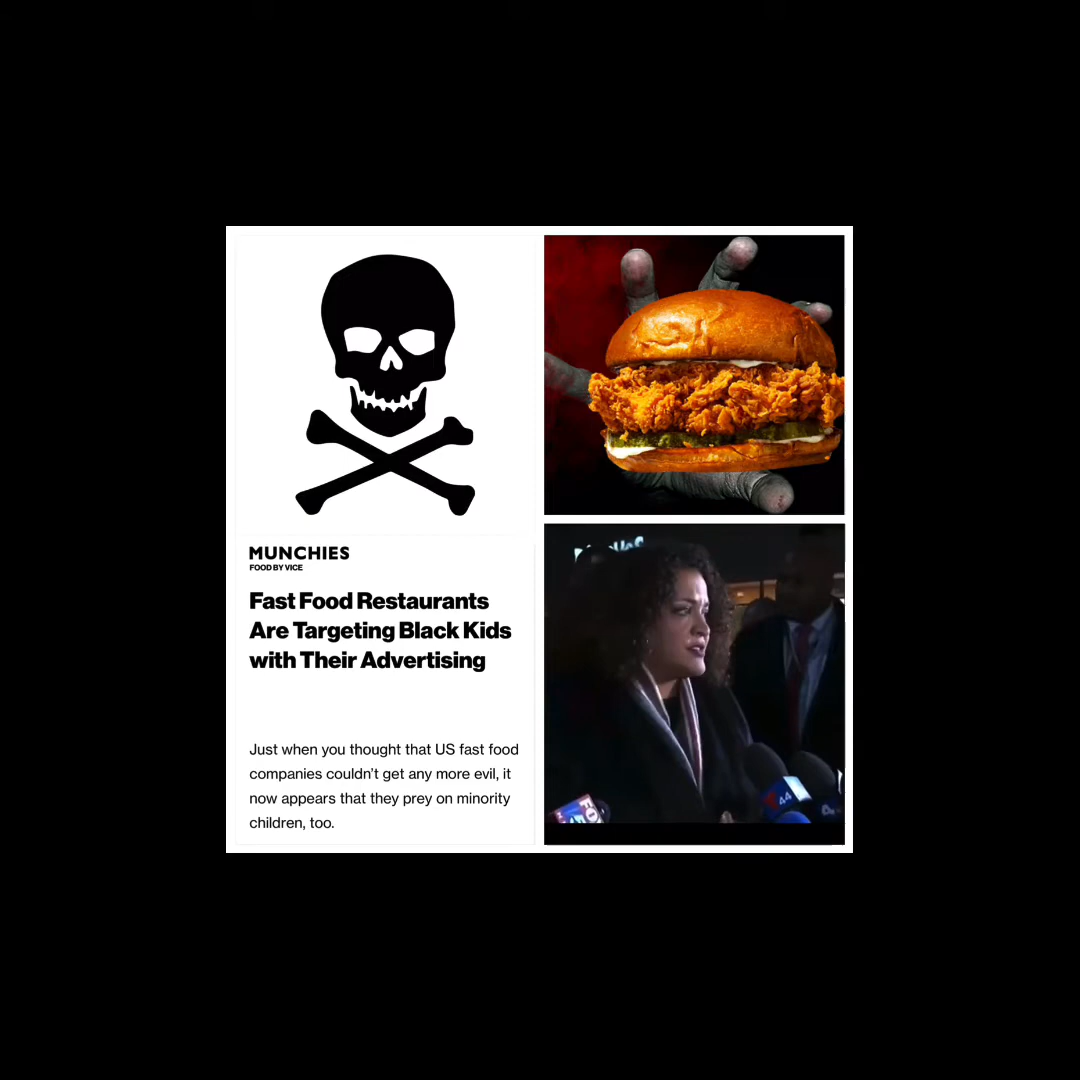 MUNCHIES
FOOD BY VICE
Fast Food Restaurants
Are Targeting Black Kids
with Their Advertising
Just when you thought that US fast food
companies couldn't get any more evil, it
now appears that they prey on minority
children, too.
44